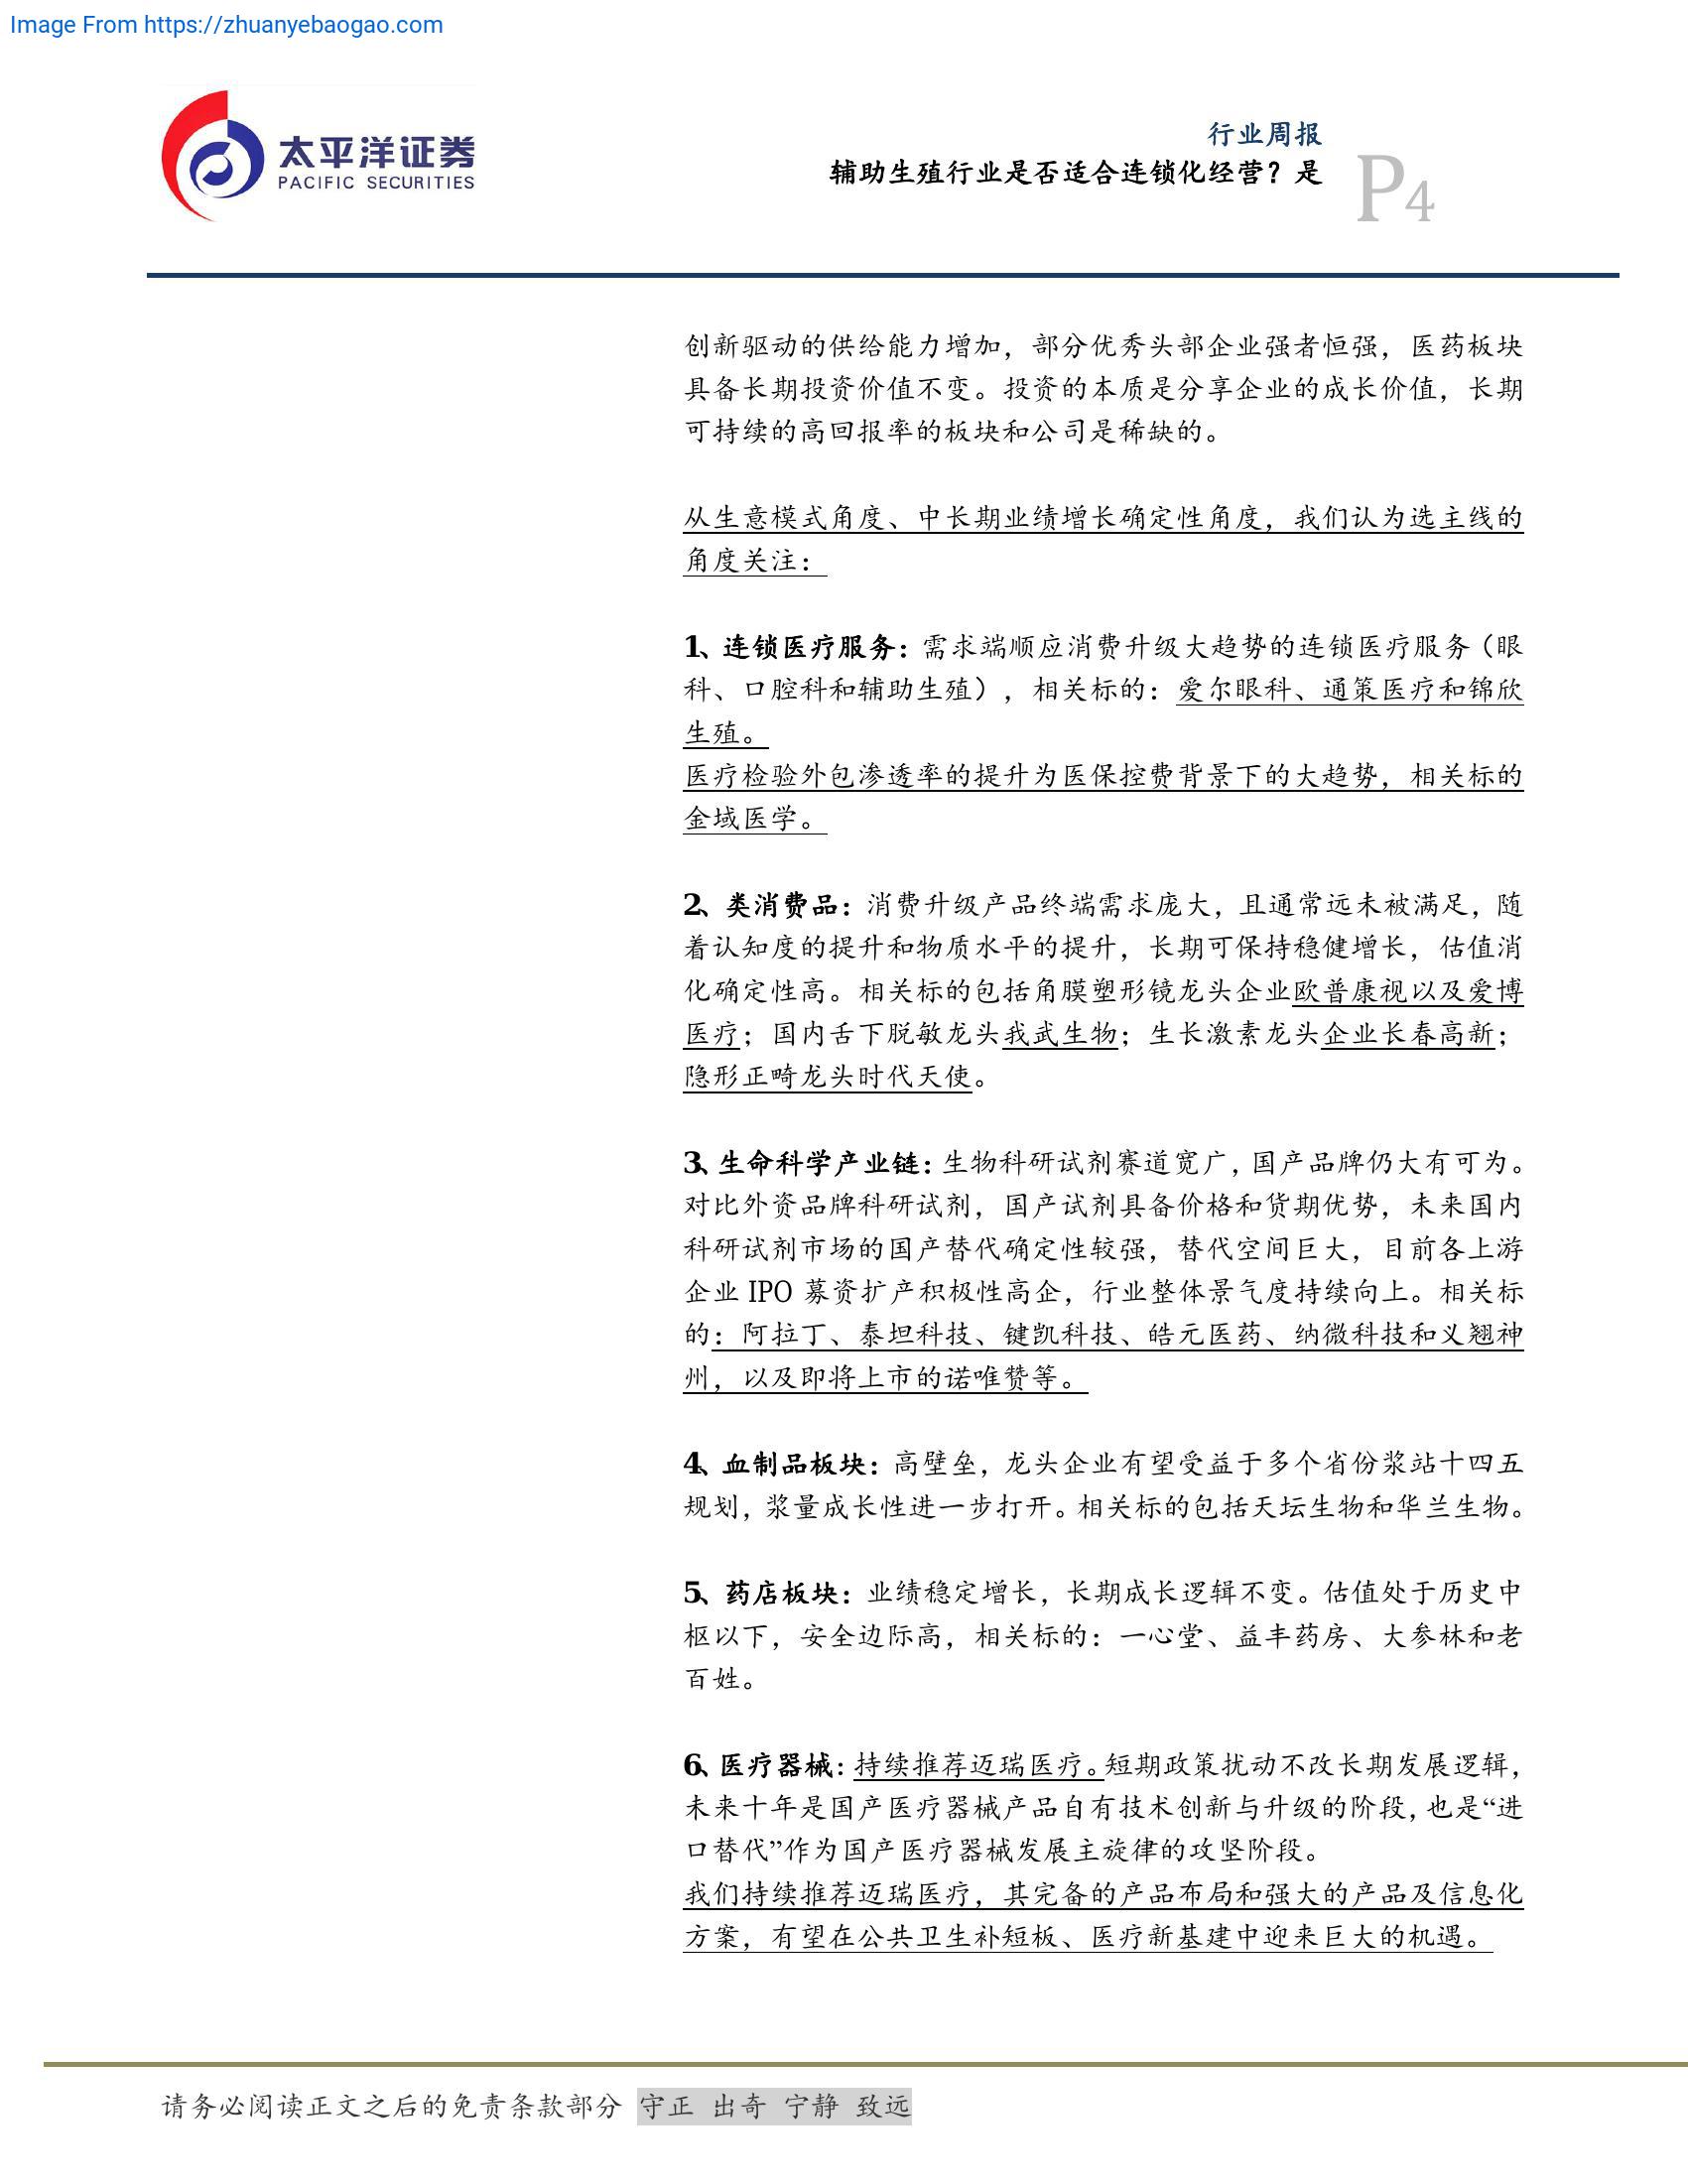 Image From https://zhuanyebaogao.com
太平洋证券
PACIFIC SECURITIES
行业周报
辅助生殖行业是否适合连锁化经营？是
P4
创新驱动的供给能力增加，部分优秀头部企业强者恒强，医药板块
具备长期投资价值不变。投资的本质是分享企业的成长价值，长期
可持续的高回报率的板块和公司是稀缺的。
从生意模式角度、中长期业绩增长确定性角度，我们认为选主线的
角度关注：
1、连锁医疗服务：需求端顺应消费升级大趋势的连锁医疗服务（眼
科、口腔科和辅助生殖），相关标的：爱尔眼科、通策医疗和锦欣
生殖。
医疗检验外包渗透率的提升为医保控费背景下的大趋势，相关标的
金域医学。
2、类消费品：消费升级产品终端需求庞大，且通常远未被满足，随
着认知度的提升和物质水平的提升，长期可保持稳健增长，估值消
化确定性高。相关标的包括角膜塑形镜龙头企业欧普康视以及爱博
医疗；国内舌下脱敏龙头我武生物；生长激素龙头企业长春高新；
隐形正畸龙头时代天使。
3、生命科学产业链：生物科研试剂赛道宽广，国产品牌仍大有可为。
对比外资品牌科研试剂，国产试剂具备价格和货期优势，未来国内
科研试剂市场的国产替代确定性较强，替代空间巨大，目前各上游
企业 IPO 募资扩产积极性高企，行业整体景气度持续向上。相关标
的：阿拉丁、泰坦科技、键凯科技、皓元医药、纳微科技和义翘神
州，以及即将上市的诺唯赞等。
4、血制品板块：高壁垒，龙头企业有望受益于多个省份浆站十四五
规划，浆量成长性进一步打开。相关标的包括天坛生物和华兰生物。
5、药店板块：业绩稳定增长，长期成长逻辑不变。估值处于历史中
枢以下，安全边际高，相关标的：一心堂、益丰药房、大参林和老
百姓。
6、医疗器械：持续推荐迈瑞医疗。短期政策扰动不改长期发展逻辑，
未来十年是国产医疗器械产品自有技术创新与升级的阶段，也是“进
口替代”作为国产医疗器械发展主旋律的攻坚阶段。
我们持续推荐迈瑞医疗，其完备的产品布局和强大的产品及信息化
方案，有望在公共卫生补短板、医疗新基建中迎来巨大的机遇。
请务必阅读正文之后的免责条款部分 守正 出奇 宁静 致远